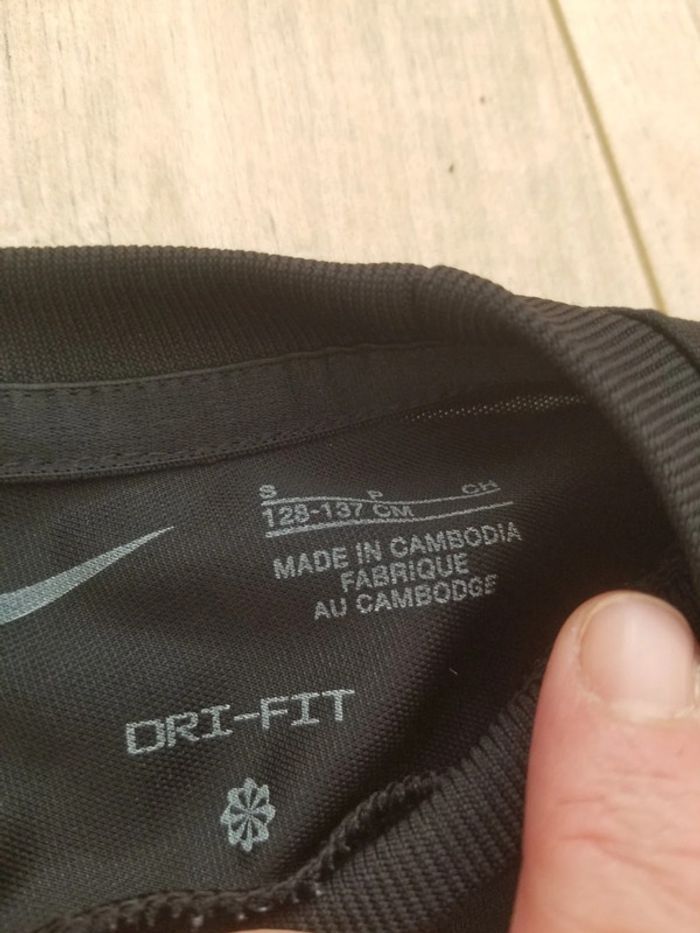 S P CH
128-137 CM
MADE IN CAMBODIA
FABRIQUE
AU CAMBODGE
DRI-FIT